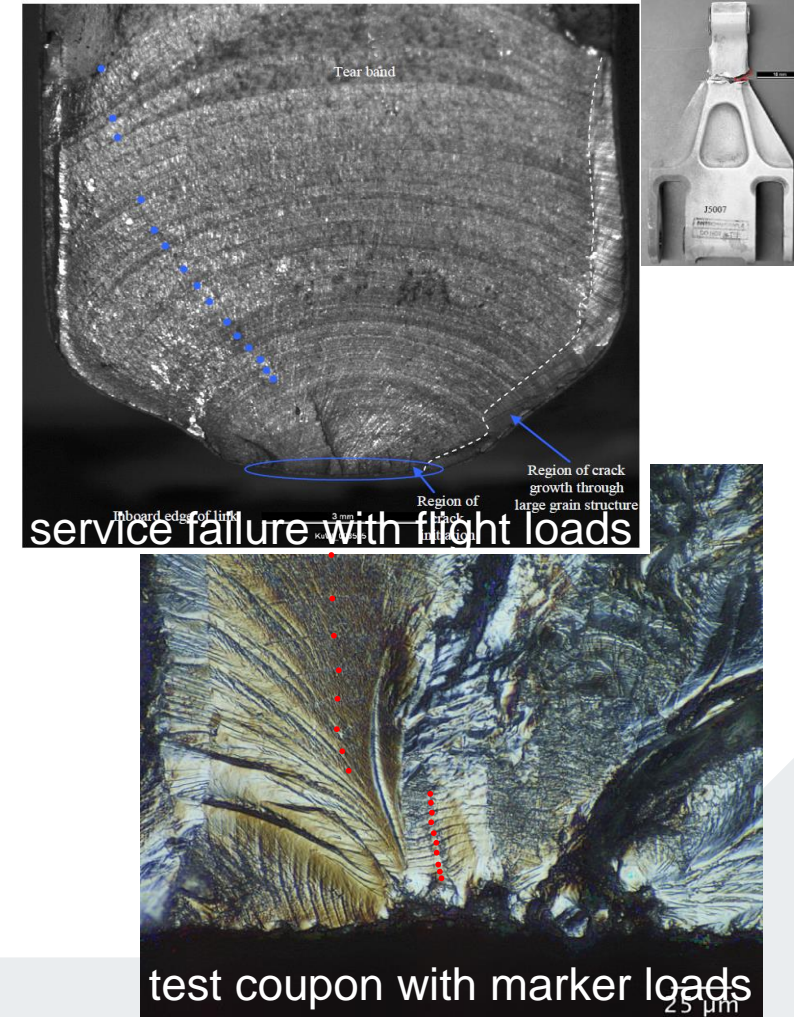 Tear band
16 mm
J5007
Region of crack
growth through
large grain structure
Region of
crack
initiation
Inboard edge of link
3 mm
service failure with flight loads
test coupon with marker loads
25 µm